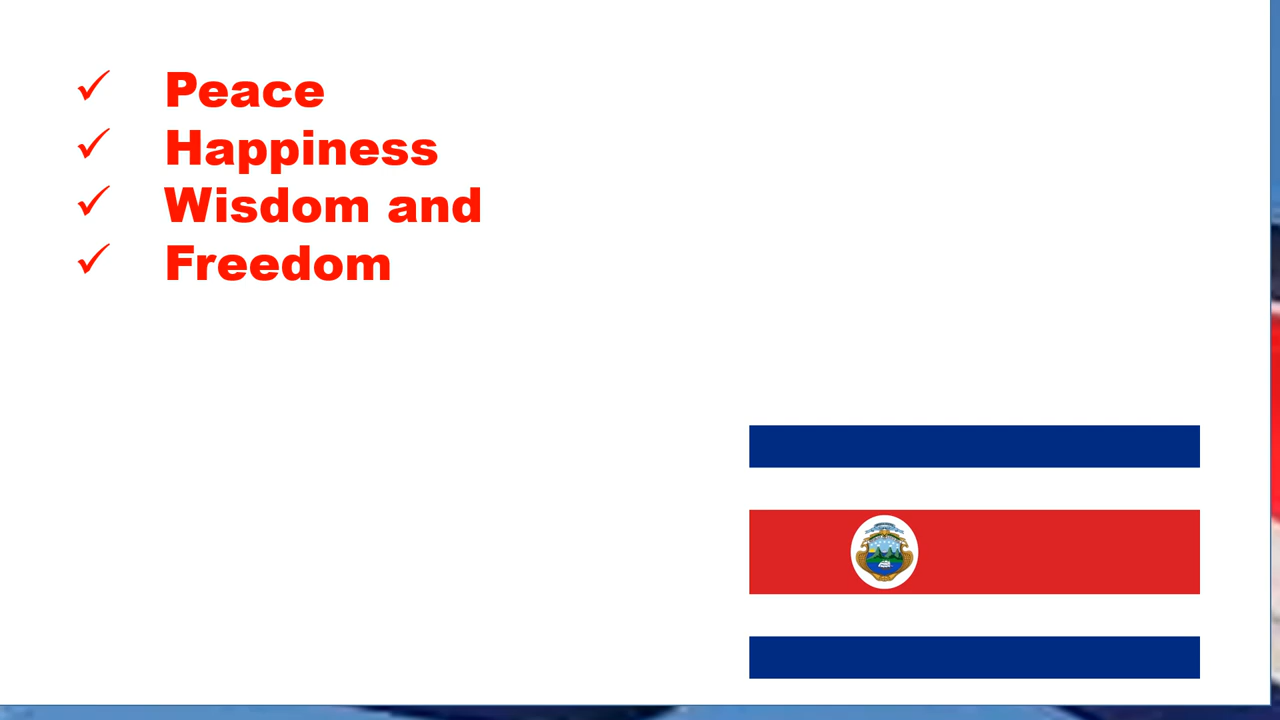 ✓ Peace
✓ Happiness
✓ Wisdom and
✓ Freedom